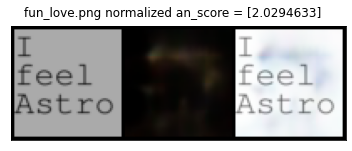 fun_love.png normalized an_score = [2.0294633]
I
feel
Astro
I
feel
Astro